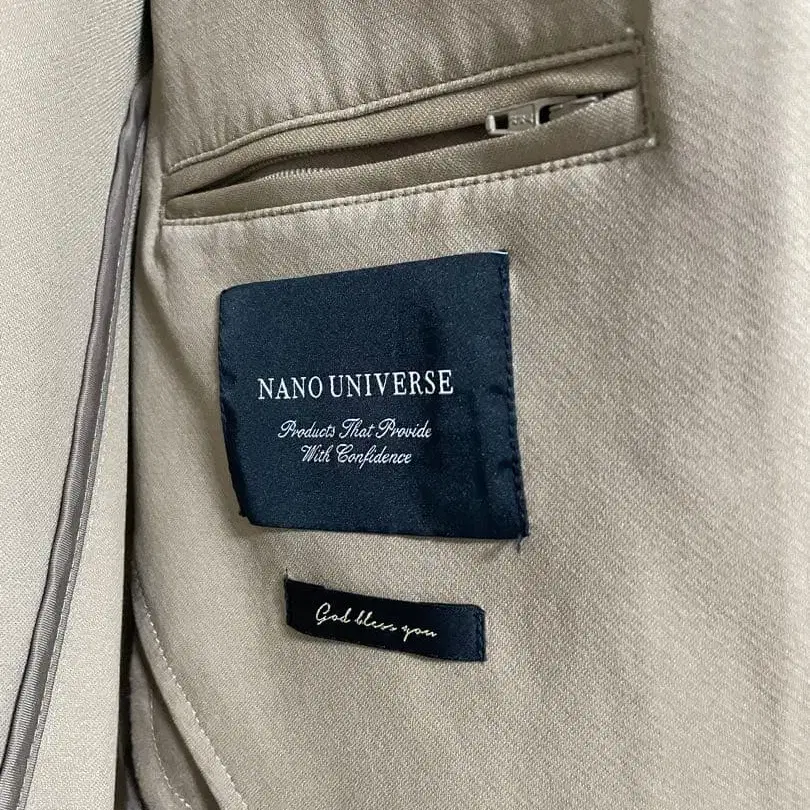 NANO UNIVERSE
Products That Provide
With Confidence
God bless you